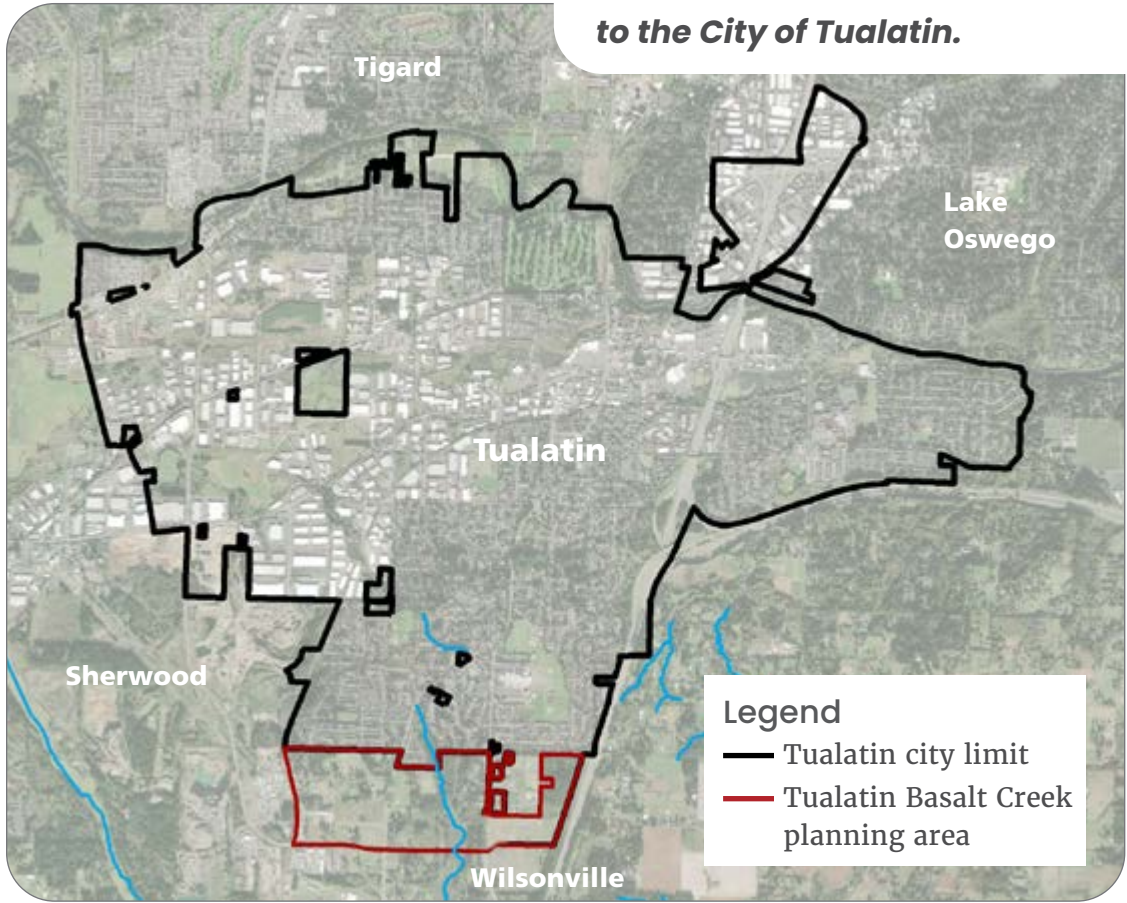 to the City of Tualatin.
Tigard
Lake
Oswego
Tualatin
Sherwood
Legend
Tualatin city limit
Tualatin Basalt Creek
planning area
Wilsonville